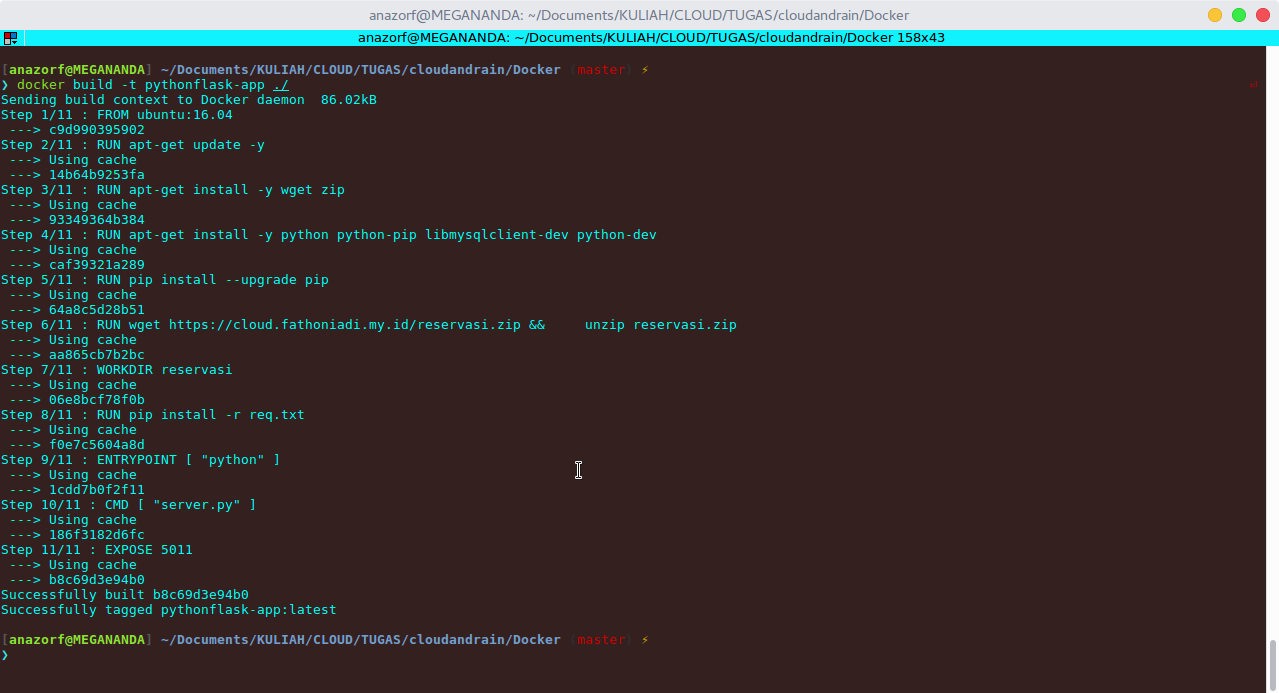 anazorf@MEGANANDA: ~/Documents/KULIAH/CLOUD/TUGAS/cloudandrain/Docker
anazorf@MEGANANDA: ~/Documents/KULIAH/CLOUD/TUGAS/cloudandrain/Docker 158x43
[anazorf@MEGANANDA] ~/Documents/KULIAH/CLOUD/TUGAS/cloudandrain/Docker (master) ⚡
❯ docker build -t pythonflask-app ./ ⏎
Sending build context to Docker daemon  86.02kB
Step 1/11 : FROM ubuntu:16.04
 ---> c9d990395902
Step 2/11 : RUN apt-get update -y
 ---> Using cache
 ---> 14b64b9253fa
Step 3/11 : RUN apt-get install -y wget zip
 ---> Using cache
 ---> 93349364b384
Step 4/11 : RUN apt-get install -y python python-pip libmysqlclient-dev python-dev
 ---> Using cache
 ---> caf39321a289
Step 5/11 : RUN pip install --upgrade pip
 ---> Using cache
 ---> 64a8c5d28b51
Step 6/11 : RUN wget https://cloud.fathoniadi.my.id/reservasi.zip &&     unzip reservasi.zip
 ---> Using cache
 ---> aa865cb7b2bc
Step 7/11 : WORKDIR reservasi
 ---> Using cache
 ---> 06e8bcf78f0b
Step 8/11 : RUN pip install -r req.txt
 ---> Using cache
 ---> f0e7c5604a8d
Step 9/11 : ENTRYPOINT [ "python" ]
 ---> Using cache
 ---> 1cdd7b0f2f11
Step 10/11 : CMD [ "server.py" ]
 ---> Using cache
 ---> 186f3182d6fc
Step 11/11 : EXPOSE 5011
 ---> Using cache
 ---> b8c69d3e94b0
Successfully built b8c69d3e94b0
Successfully tagged pythonflask-app:latest
[anazorf@MEGANANDA] ~/Documents/KULIAH/CLOUD/TUGAS/cloudandrain/Docker (master) ⚡
❯